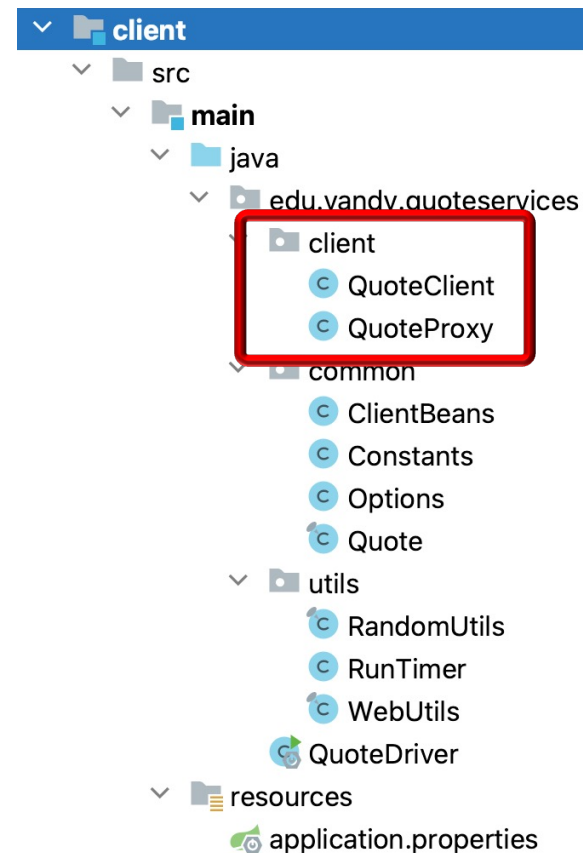 client
src
main
java
edu.vandy.quoteservices
client
QuoteClient
QuoteProxy
common
ClientBeans
Constants
Options
Quote
utils
RandomUtils
RunTimer
WebUtils
QuoteDriver
resources
application.properties